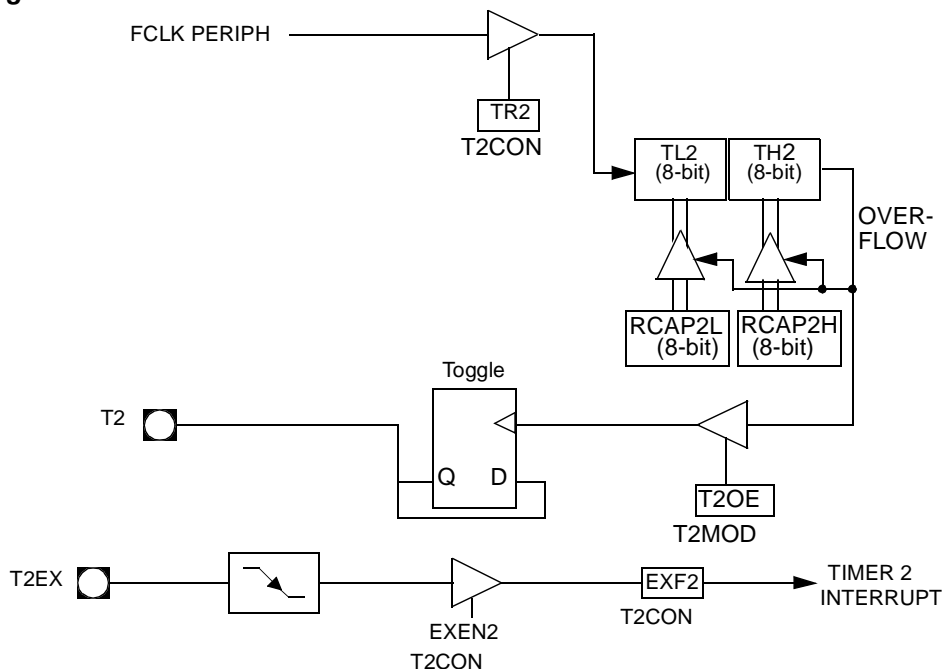 g
FCLK PERIPH
TR2
T2CON
TL2
(8-bit)
TH2
(8-bit)
OVER-
FLOW
RCAP2L
(8-bit)
RCAP2H
(8-bit)
Toggle
T2
Q D
T2OE
T2MOD
T2EX
EXEN2
T2CON
EXF2
T2CON
TIMER 2
INTERRUPT